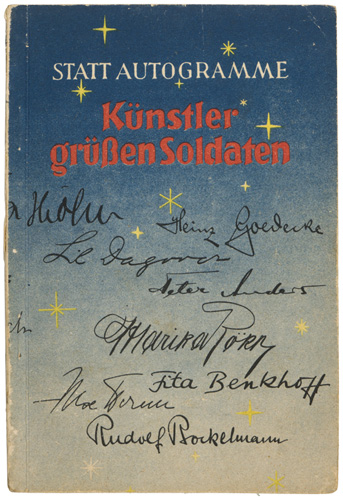 STATT AUTOGRAMME
Künstler
grüßen Soldaten
Heinz Goedecke
Lil Dagover
Peter Anders
Marika Rökk
Fita Benkhoff
Rudolf Bockelmann